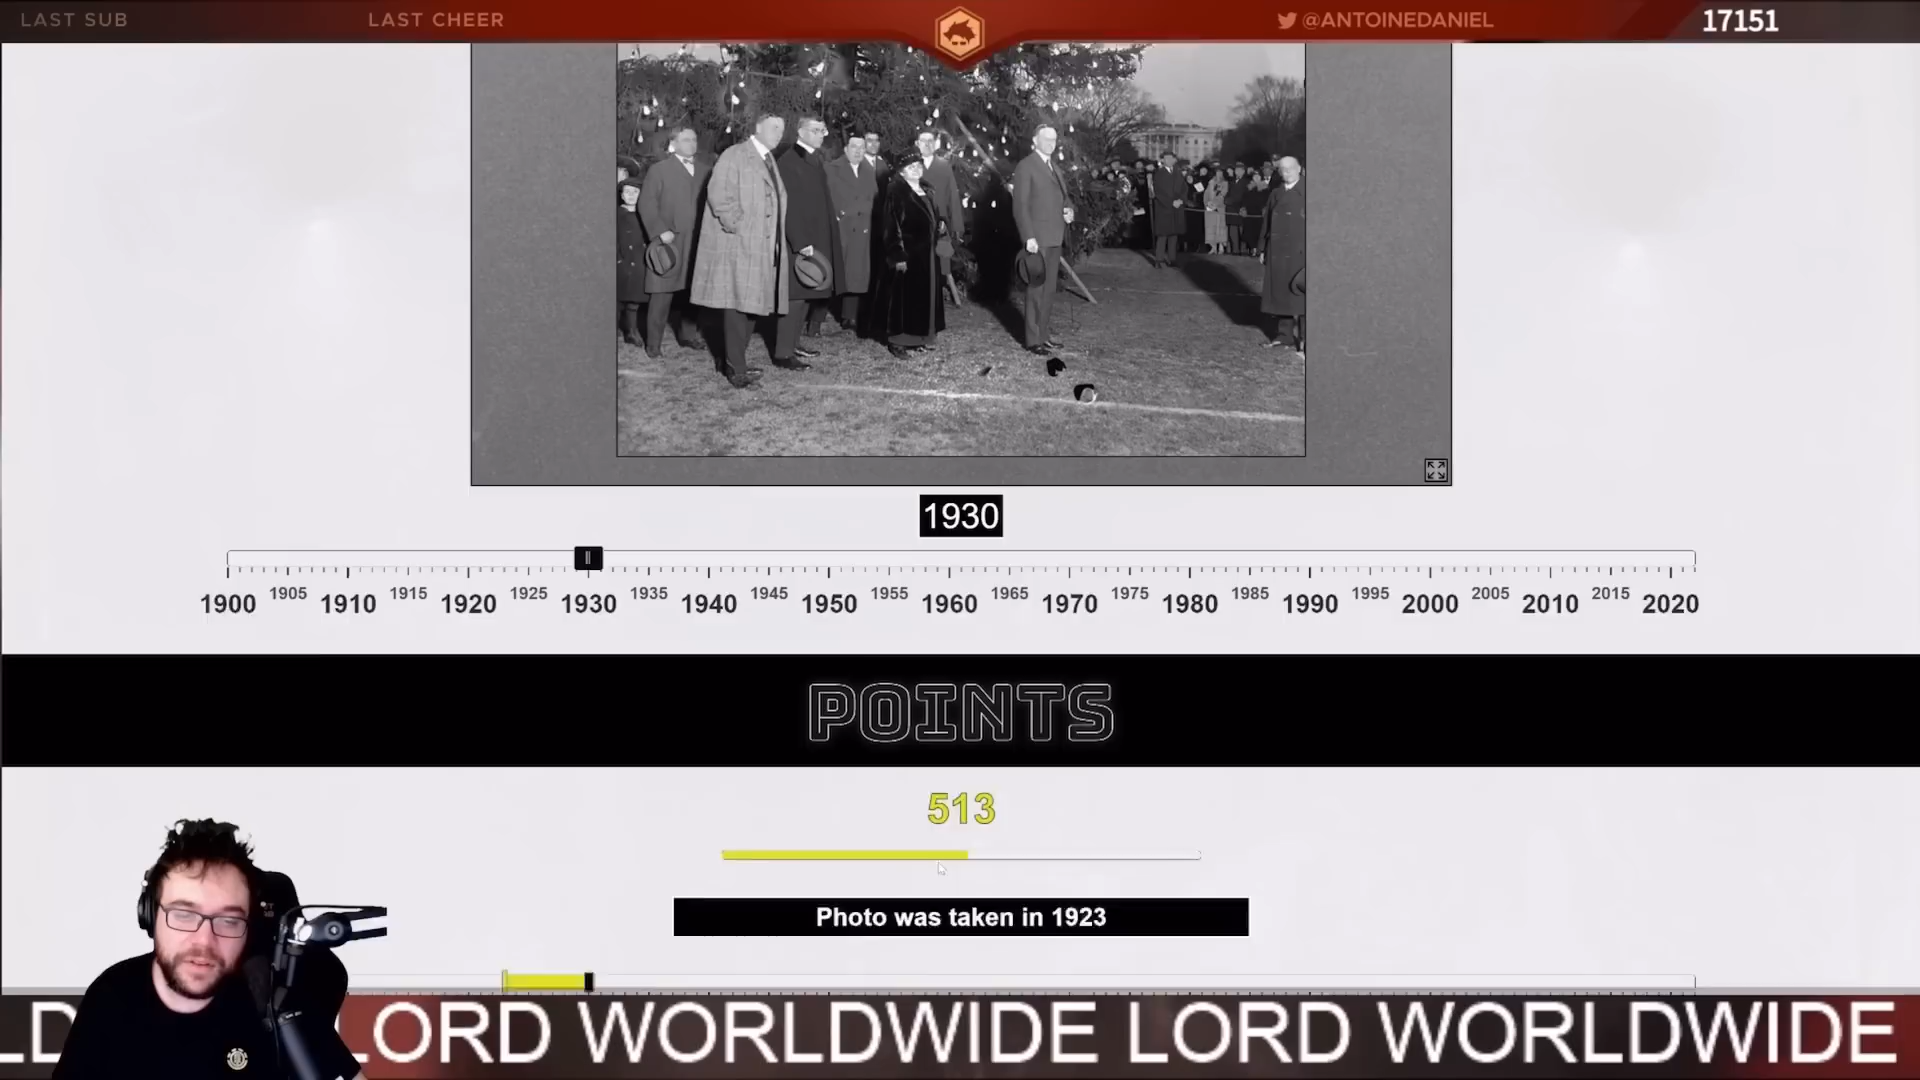 LAST SUB
LAST CHEER
@ANTOINEDANIEL
17151
1930
1900 1905 1910 1915 1920 1925 1930 1935 1940 1945 1950 1955 1960 1965 1970 1975 1980 1985 1990 1995 2000 2005 2010 2015 2020
POINTS
513
Photo was taken in 1923
LD LORD WORLDWIDE LORD WORLDWIDE